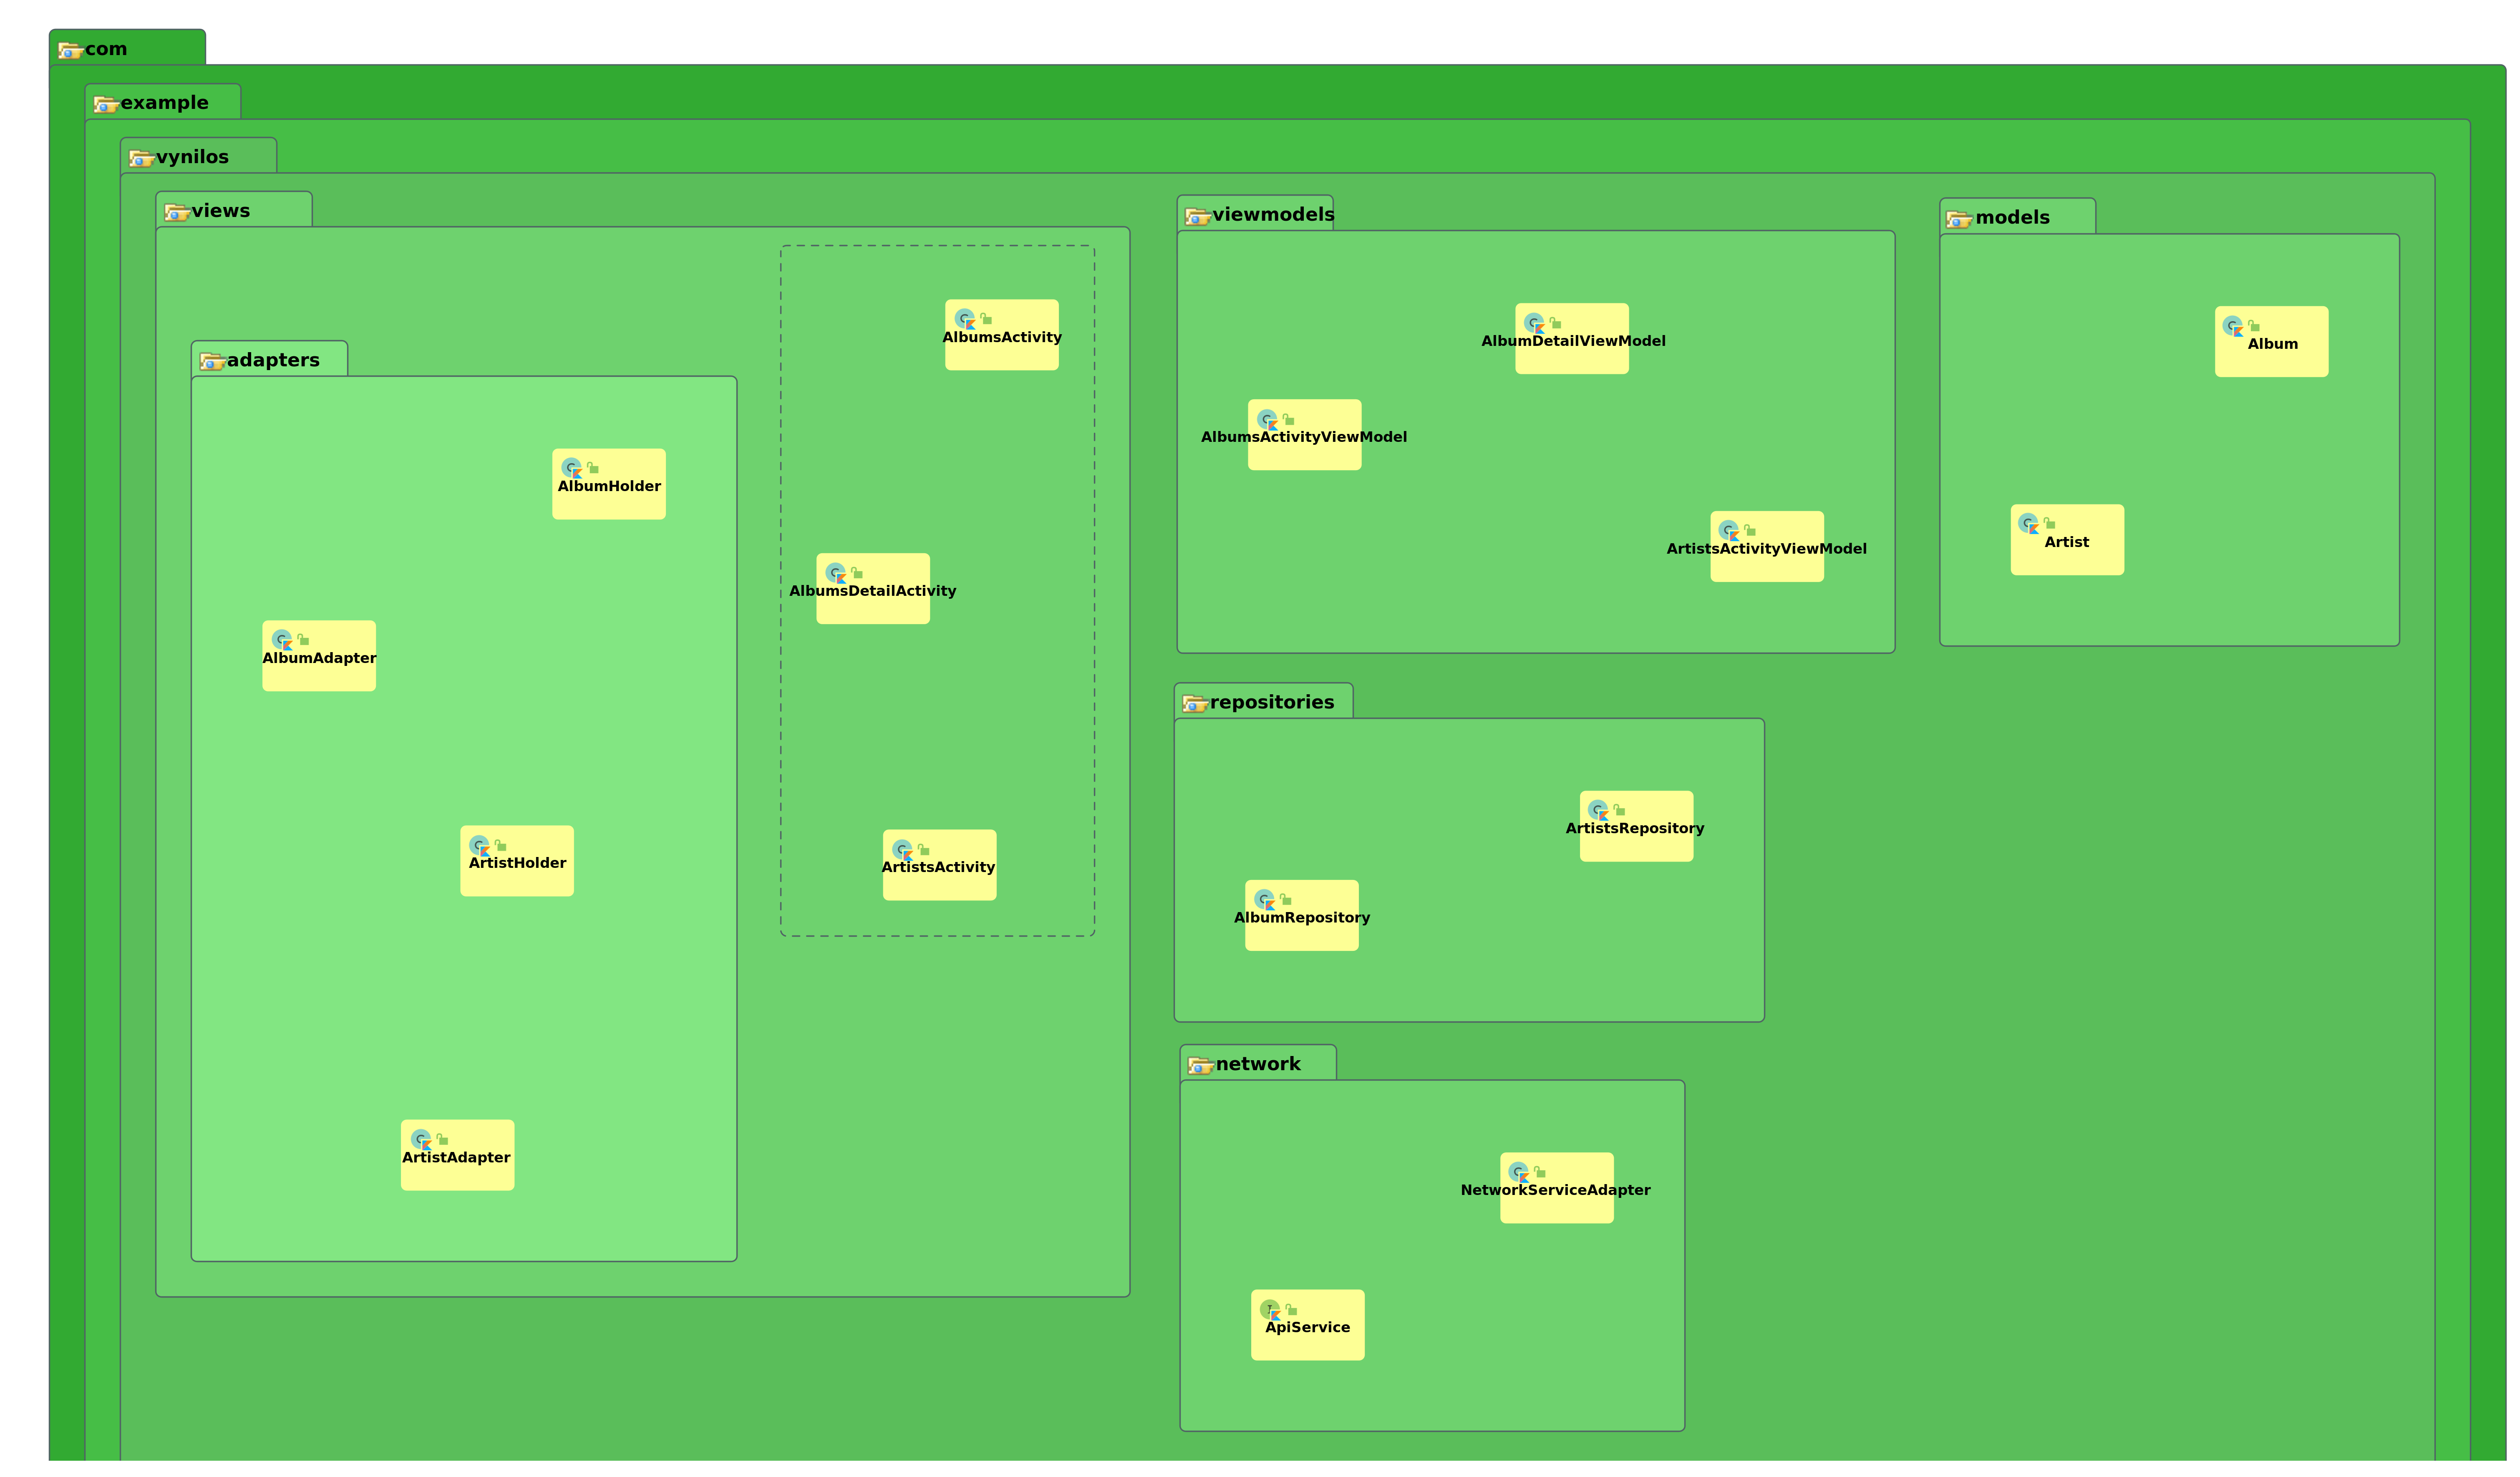 com
example
vynilos
views
adapters
AlbumHolder
AlbumAdapter
ArtistHolder
ArtistAdapter
AlbumsActivity
AlbumsDetailActivity
ArtistsActivity
viewmodels
AlbumDetailViewModel
AlbumsActivityViewModel
ArtistsActivityViewModel
models
Album
Artist
repositories
ArtistsRepository
AlbumRepository
network
NetworkServiceAdapter
ApiService